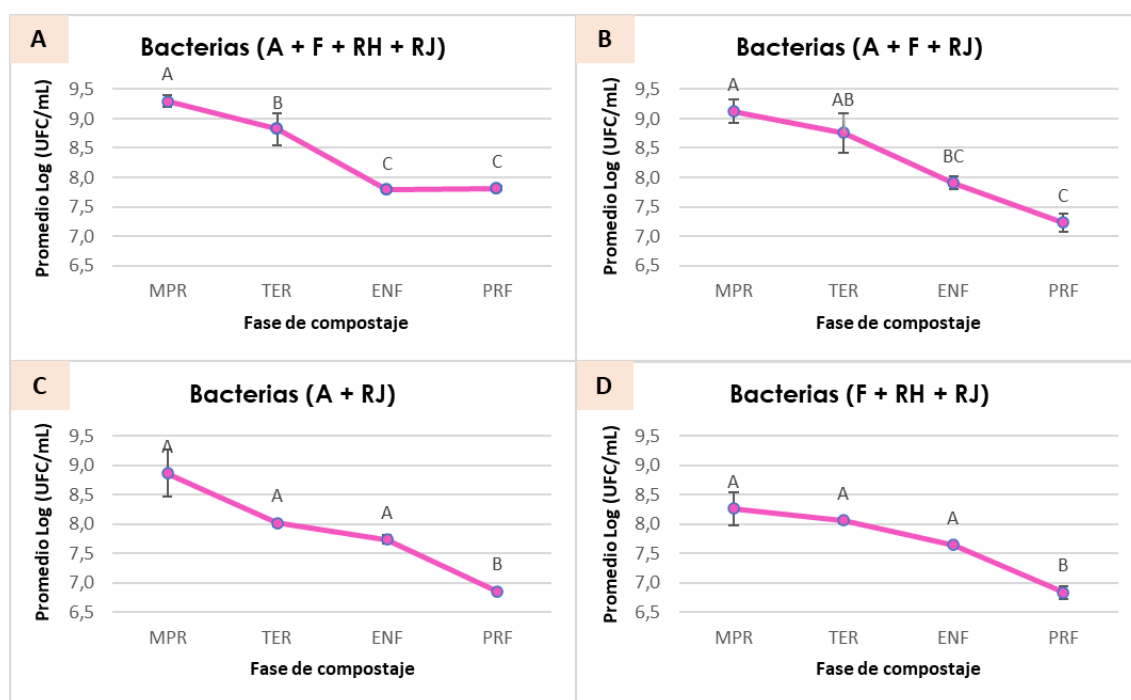 A
Bacterias (A + F + RH + RJ)
Promedio Log (UFC/mL)
9,5
9,0
8,5
8,0
7,5
7,0
6,5
A
B
C
C
MPR TER ENF PRF
Fase de compostaje
B
Bacterias (A + F + RJ)
Promedio Log (UFC/mL)
9,5
9,0
8,5
8,0
7,5
7,0
6,5
A
AB
BC
C
MPR TER ENF PRF
Fase de compostaje
C
Bacterias (A + RJ)
Promedio Log (UFC/mL)
9,5
9,0
8,5
8,0
7,5
7,0
6,5
A
A
A
B
MPR TER ENF PRF
Fase de compostaje
D
Bacterias (F + RH + RJ)
Promedio Log (UFC/mL)
9,5
9,0
8,5
8,0
7,5
7,0
6,5
A
A
A
B
MPR TER ENF PRF
Fase de compostaje